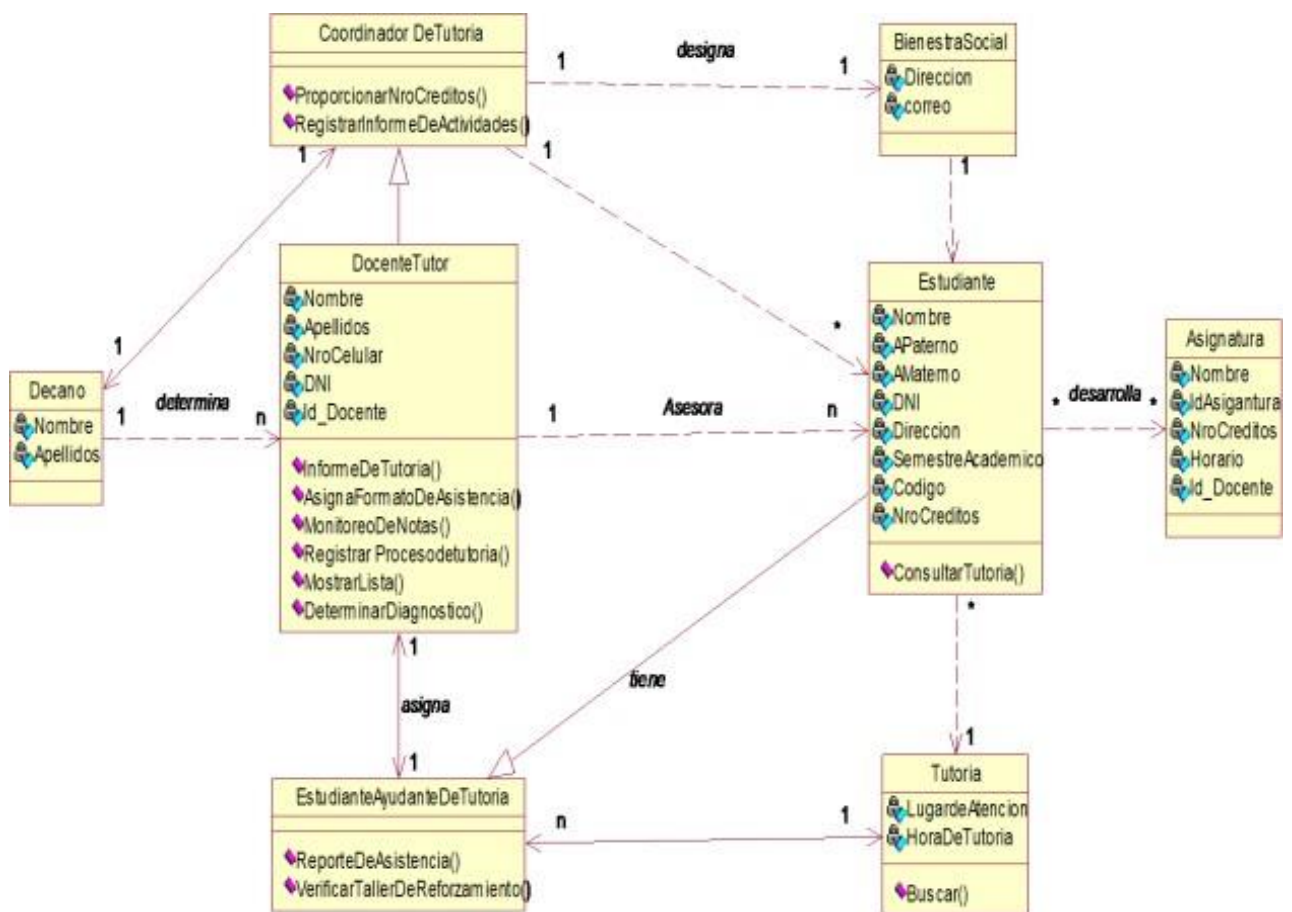 Coordinador DeTutoria
ProporcionarNroCreditos()
RegistrarInformeDeActividades()
1
designa
1
BienestraSocial
Direccion
correo
1
1
1
DocenteTutor
Nombre
Apellidos
NroCelular
DNI
Id_Docente
InformeDeTutoria()
AsignaFormatoDeAsistencia()
MonitoreoDeNotas()
Registrar Procesodetutoria()
MostrarLista()
DeterminarDiagnostico()
1
Decano
Nombre
Apellidos
1
determina
n
1
Asesora
n
*
Estudiante
Nombre
APaterno
AMaterno
DNI
Direccion
SemestreAcademico
Codigo
NroCreditos
ConsultarTutoria()
*
desarrolla
*
Asignatura
Nombre
IdAsigantura
NroCreditos
Horario
Id_Docente
1
asigna
1
tiene
*
1
EstudianteAyudanteDeTutoria
ReporteDeAsistencia()
VerificarTallerDeReforzamiento()
n
1
Tutoria
LugardeAtencion
HoraDeTutoria
Buscar()